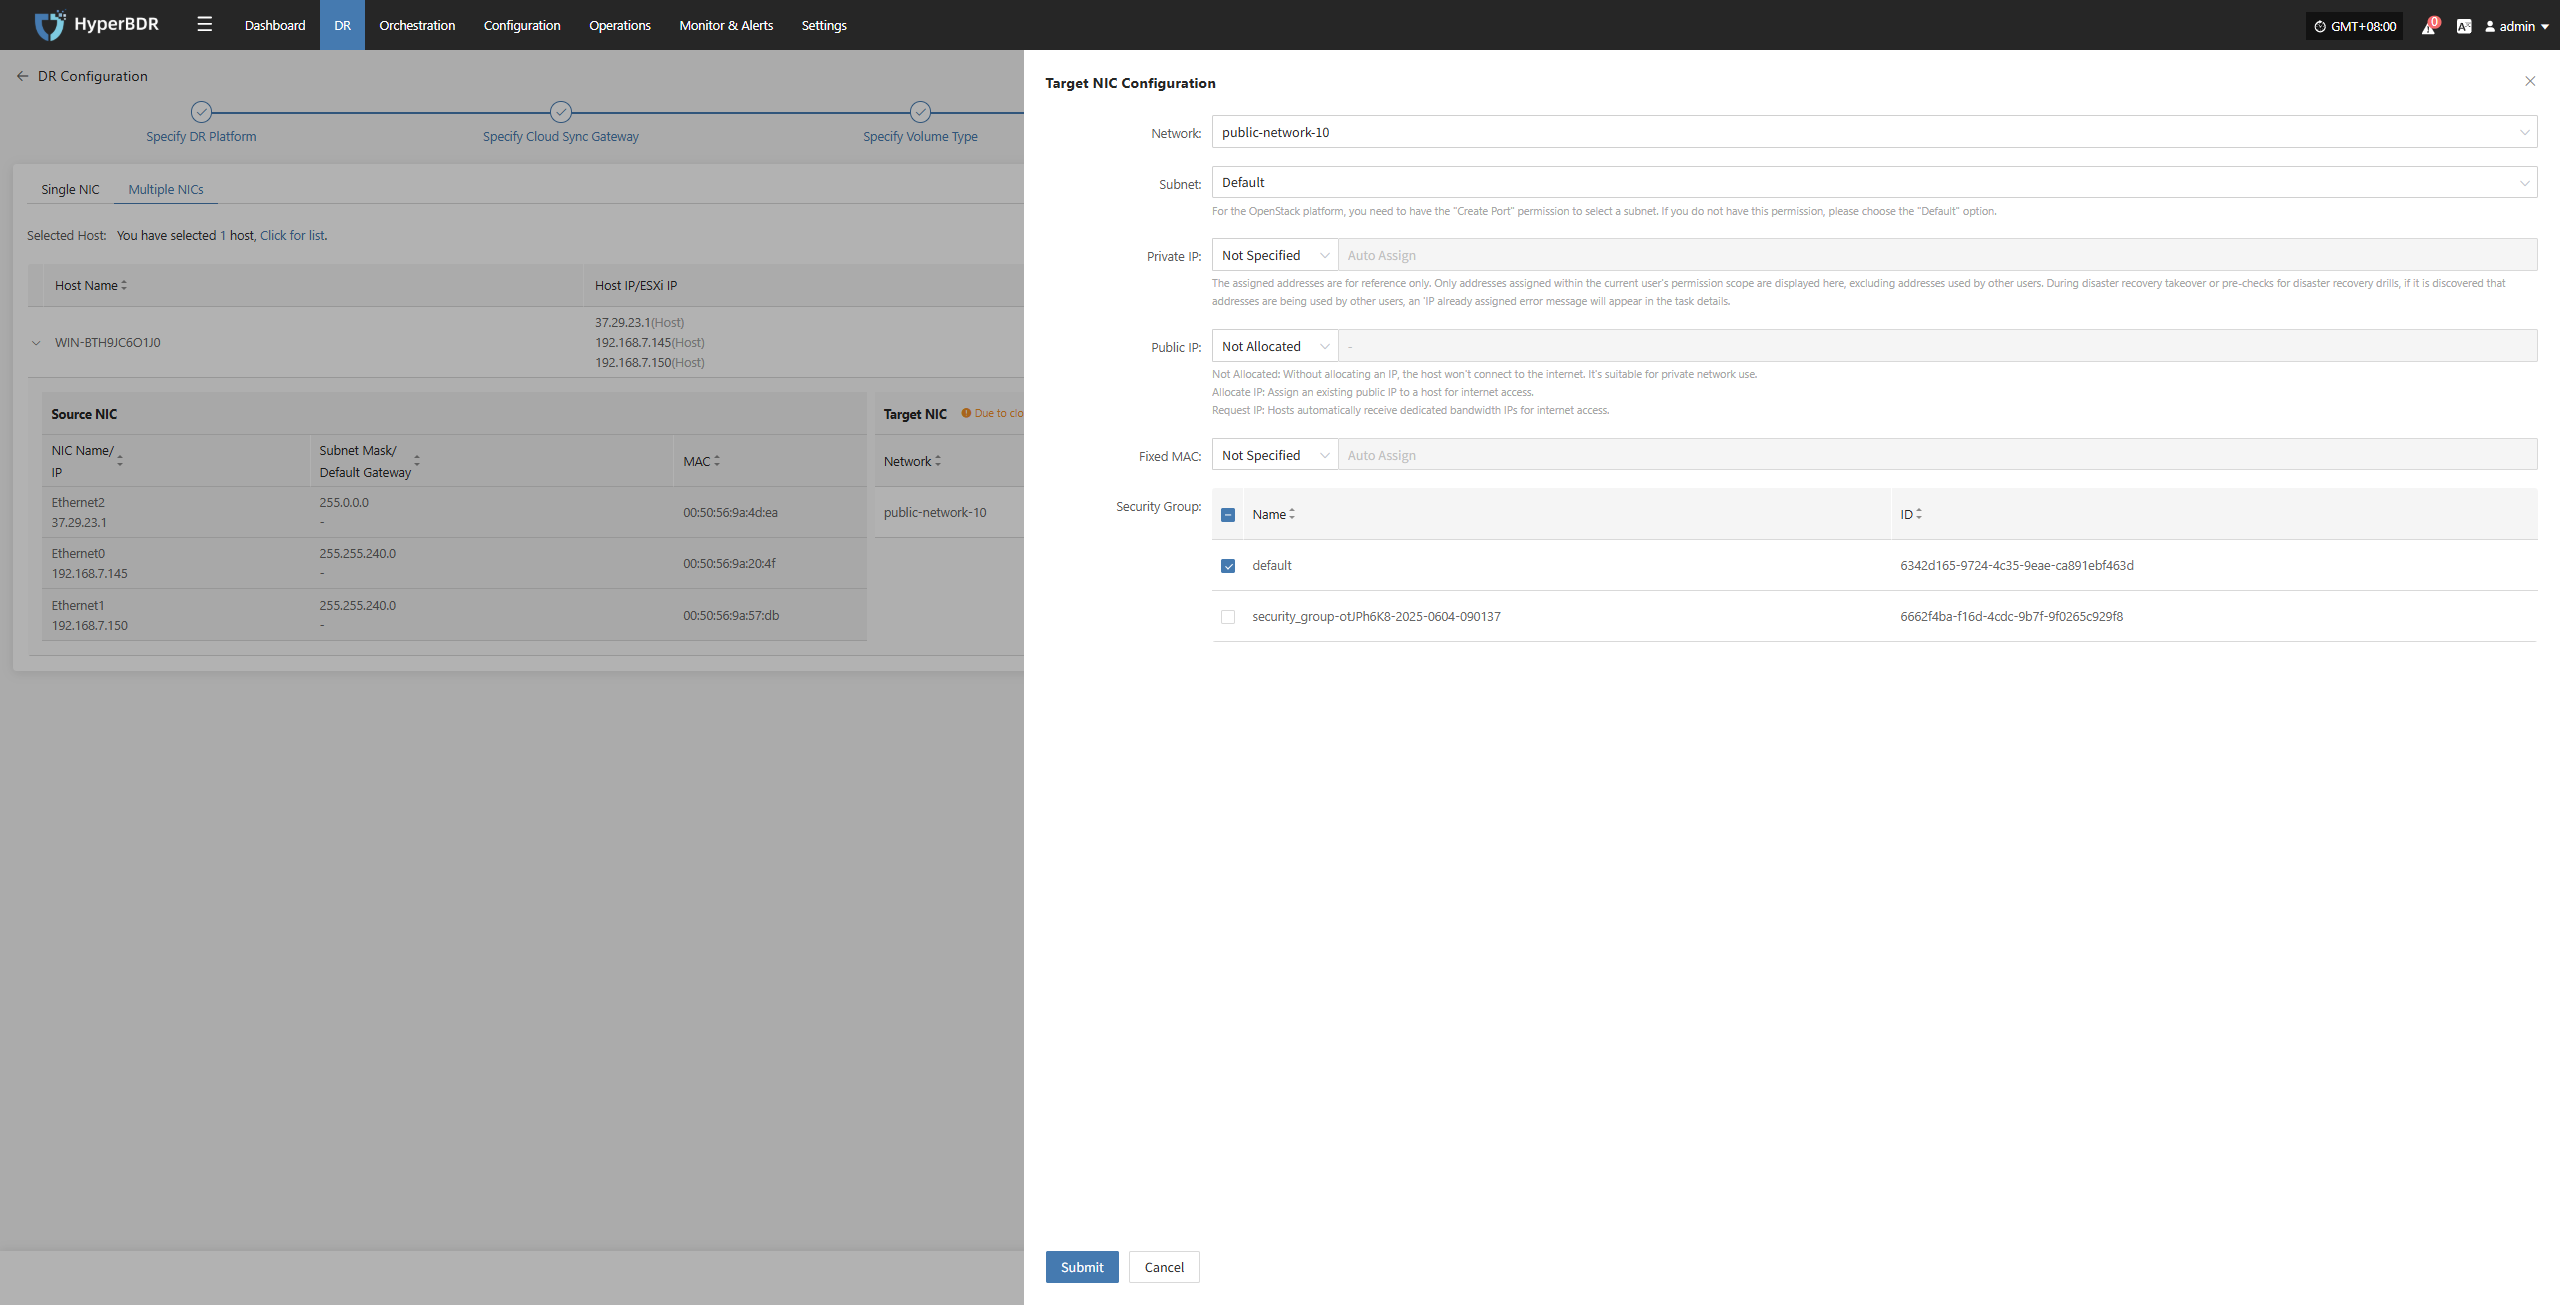 HyperBDR
Dashboard
DR
Orchestration
Configuration
Operations
Monitor & Alerts
Settings
GMT+08:00
0
admin
DR Configuration
Specify DR Platform
Specify Cloud Sync Gateway
Specify Volume Type
Single NIC
Multiple NICs
Selected Host: You have selected 1 host, Click for list.
Host Name
Host IP/ESXi IP
WIN-BTH9JC6O1J0
37.29.23.1(Host)
192.168.7.145(Host)
192.168.7.150(Host)
Source NIC
NIC Name/
IP
Subnet Mask/
Default Gateway
MAC
Ethernet2
37.29.23.1
255.0.0.0
-
00:50:56:9a:4d:ea
Ethernet0
192.168.7.145
255.255.240.0
-
00:50:56:9a:20:4f
Ethernet1
192.168.7.150
255.255.240.0
-
00:50:56:9a:57:db
Target NIC
Due to clo
Network
public-network-10
Target NIC Configuration
Network:
public-network-10
Subnet:
Default
For the OpenStack platform, you need to have the "Create Port" permission to select a subnet. If you do not have this permission, please choose the "Default" option.
Private IP:
Not Specified
Auto Assign
The assigned addresses are for reference only. Only addresses assigned within the current user's permission scope are displayed here, excluding addresses used by other users. During disaster recovery takeover or pre-checks for disaster recovery drills, if it is discovered that
addresses are being used by other users, an 'IP already assigned error message will appear in the task details.
Public IP:
Not Allocated
-
Not Allocated: Without allocating an IP, the host won't connect to the internet. It's suitable for private network use.
Allocate IP: Assign an existing public IP to a host for internet access.
Request IP: Hosts automatically receive dedicated bandwidth IPs for internet access.
Fixed MAC:
Not Specified
Auto Assign
Security Group:
Name
ID
default
6342d165-9724-4c35-9eae-ca891ebf463d
security_group-otJPh6K8-2025-0604-090137
6662f4ba-f16d-4cdc-9b7f-9f0265c929f8
Submit
Cancel